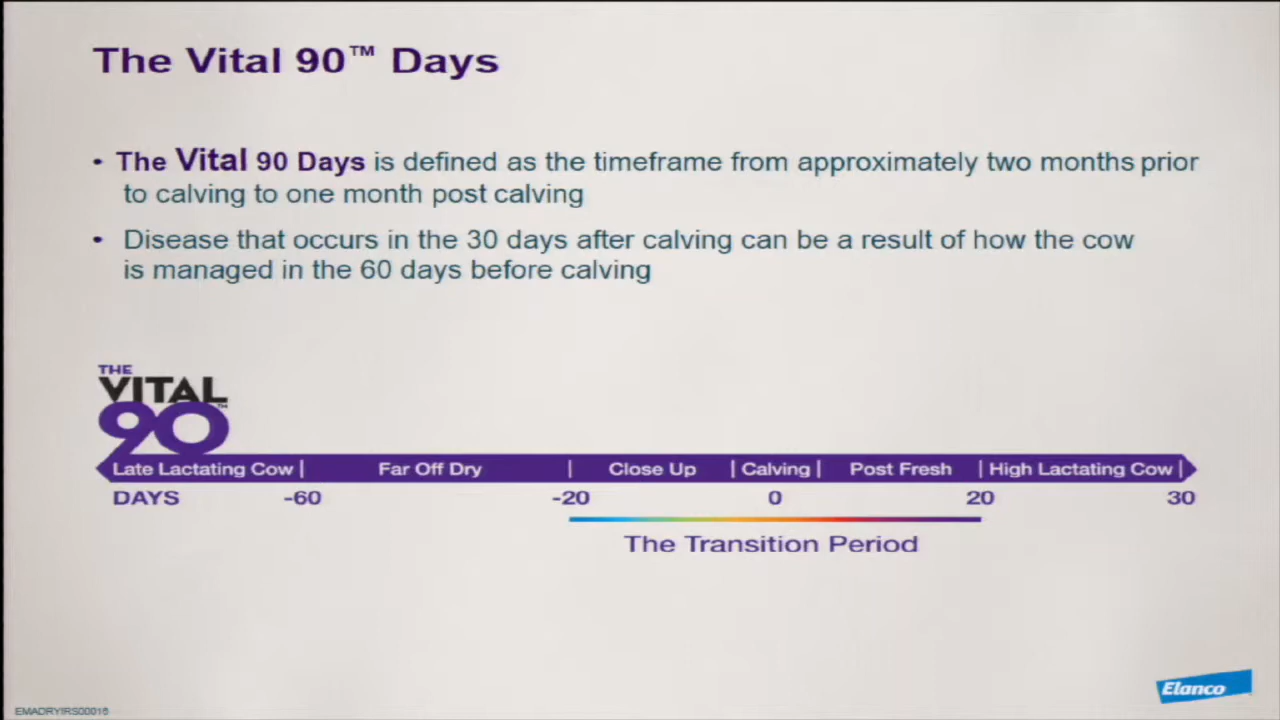 The Vital 90™ Days
• The Vital 90 Days is defined as the timeframe from approximately two months prior
to calving to one month post calving
• Disease that occurs in the 30 days after calving can be a result of how the cow
is managed in the 60 days before calving
THE
VITAL
90™
Late Lactating Cow | Far Off Dry | Close Up | Calving | Post Fresh | High Lactating Cow |
DAYS -60 -20 0 20 30
The Transition Period
Elanco
EMADRYIRS00016